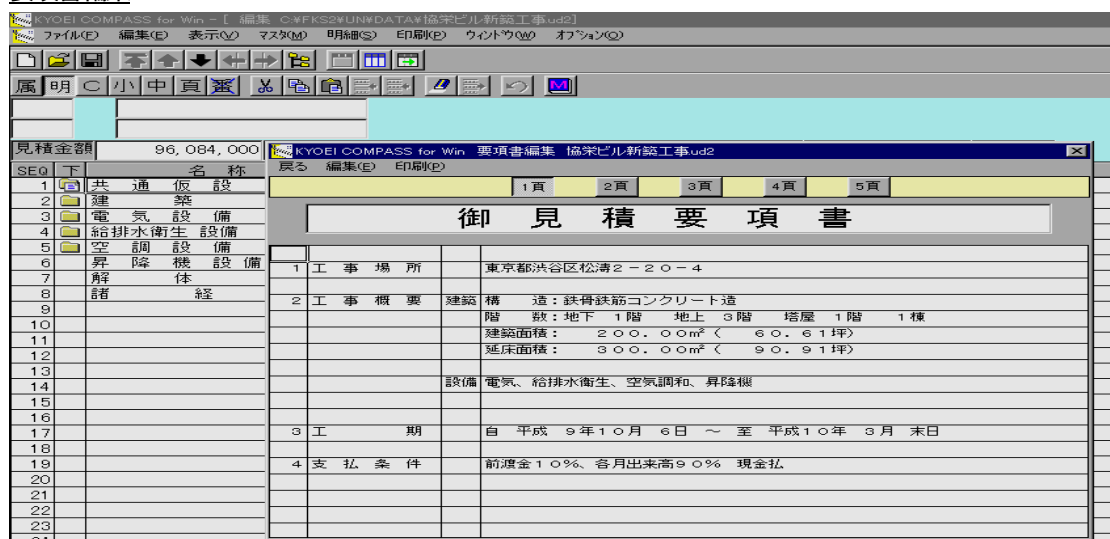 KYOEI COMPASS for Win - [ 編集 C:¥FKS2¥UN¥DATA¥協栄ビル新築工事.ud2]
ファイル(F) 編集(E) 表示(V) マスタ(M) 明細(S) 印刷(P) ウィンドウ(W) オプション(O)
属 明 C 小 中 頁
見積金額 96,084,000
SEQ 下 名 称
1 共 通 仮 設
2 建 築
3 電 気 設 備
4 給排水衛生 設備
5 空 調 設 備
6 昇 降 機 設 備
7 解 体
8 諸 経
9
10
11
12
13
14
15
16
17
18
19
20
21
22
23
KYOEI COMPASS for Win 要項書編集 協栄ビル新築工事.ud2
戻る 編集(E) 印刷(P)
1頁 2頁 3頁 4頁 5頁
御 見 積 要 項 書
1 工 事 場 所 東京都渋谷区松濤2-20-4
2 工 事 概 要 建築 構 造:鉄骨鉄筋コンクリート造
階 数:地下 1階 地上 3階 塔屋 1階 1棟
建築面積: 200.00㎡( 60.61坪)
延床面積: 300.00㎡( 90.91坪)
設備 電気、給排水衛生、空気調和、昇降機
3 工 期 自 平成 9年10月 6日 ~ 至 平成10年 3月 末日
4 支 払 条 件 前渡金10%、各月出来高90% 現金払